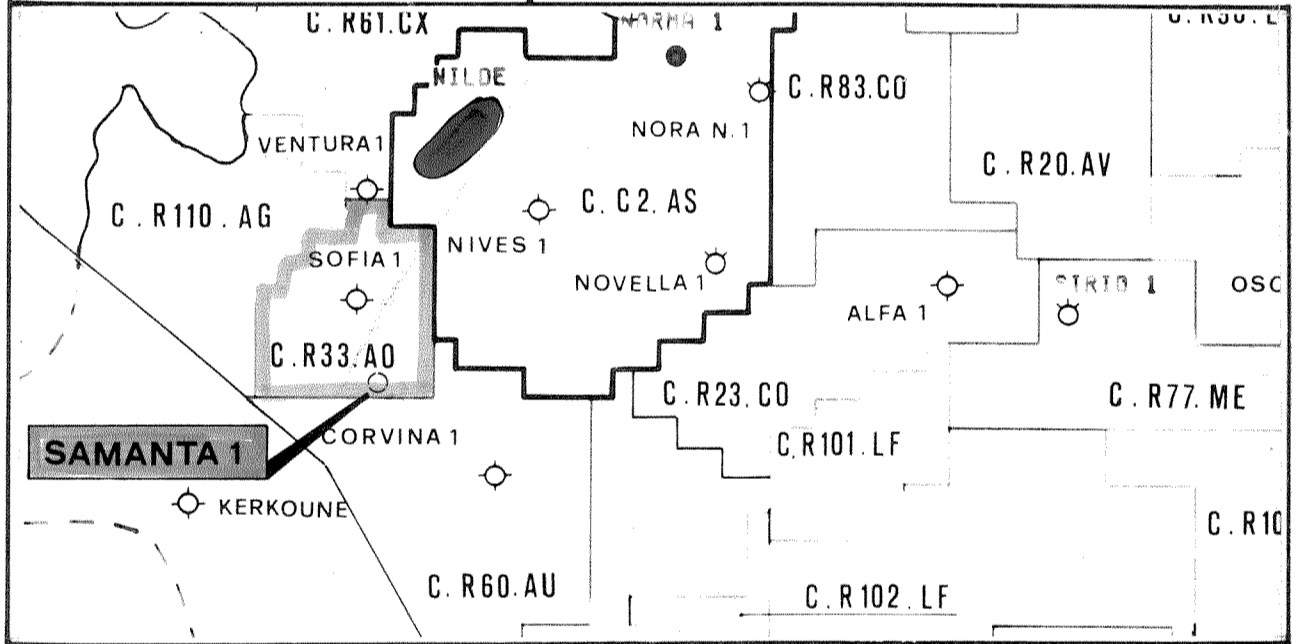 C. R61.CX
NORMA 1
NILDE
C. R83.CO
NORA N. 1
VENTURA 1
C. R20. AV
C. C2. AS
C. R110. AG
NIVES 1
SOFIA 1
NOVELLA 1
ALFA 1
SIRIO 1
C. R33. AO
C. R23. CO
C. R77. ME
CORVINA 1
C. R101. LF
SAMANTA 1
KERKOUNE
C. R60. AU
C. R102. LF